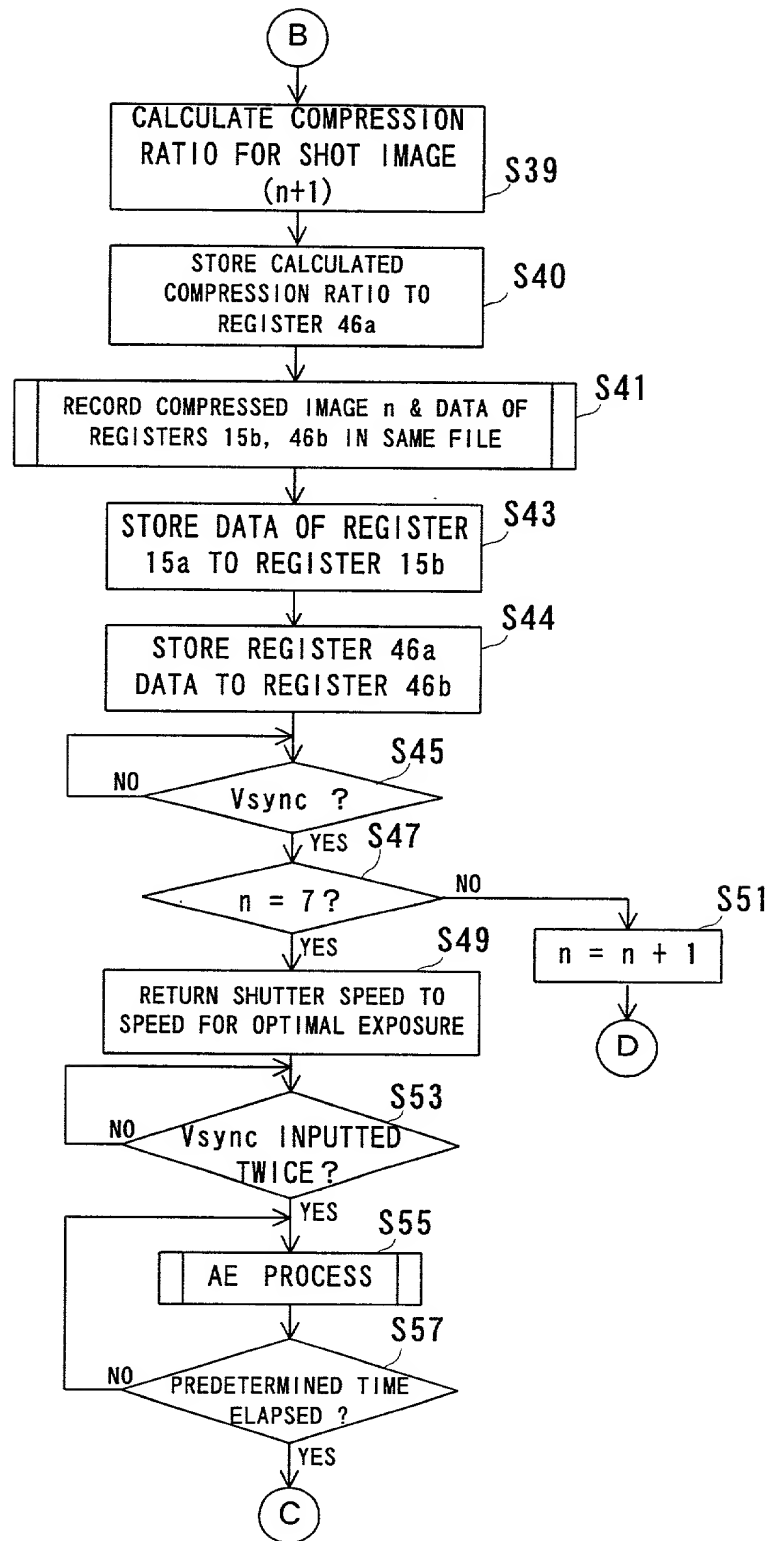 B
CALCULATE COMPRESSION
RATIO FOR SHOT IMAGE
(n+1)
S39
STORE CALCULATED
COMPRESSION RATIO TO
REGISTER 46a
S40
RECORD COMPRESSED IMAGE n & DATA OF
REGISTERS 15b, 46b IN SAME FILE
S41
STORE DATA OF REGISTER
15a TO REGISTER 15b
S43
STORE REGISTER 46a
DATA TO REGISTER 46b
S44
Vsync ?
S45
NO
YES
n = 7?
S47
NO
YES
n = n + 1
S51
D
RETURN SHUTTER SPEED TO
SPEED FOR OPTIMAL EXPOSURE
S49
Vsync INPUTTED
TWICE?
S53
NO
YES
AE PROCESS
S55
PREDETERMINED TIME
ELAPSED ?
S57
NO
YES
C